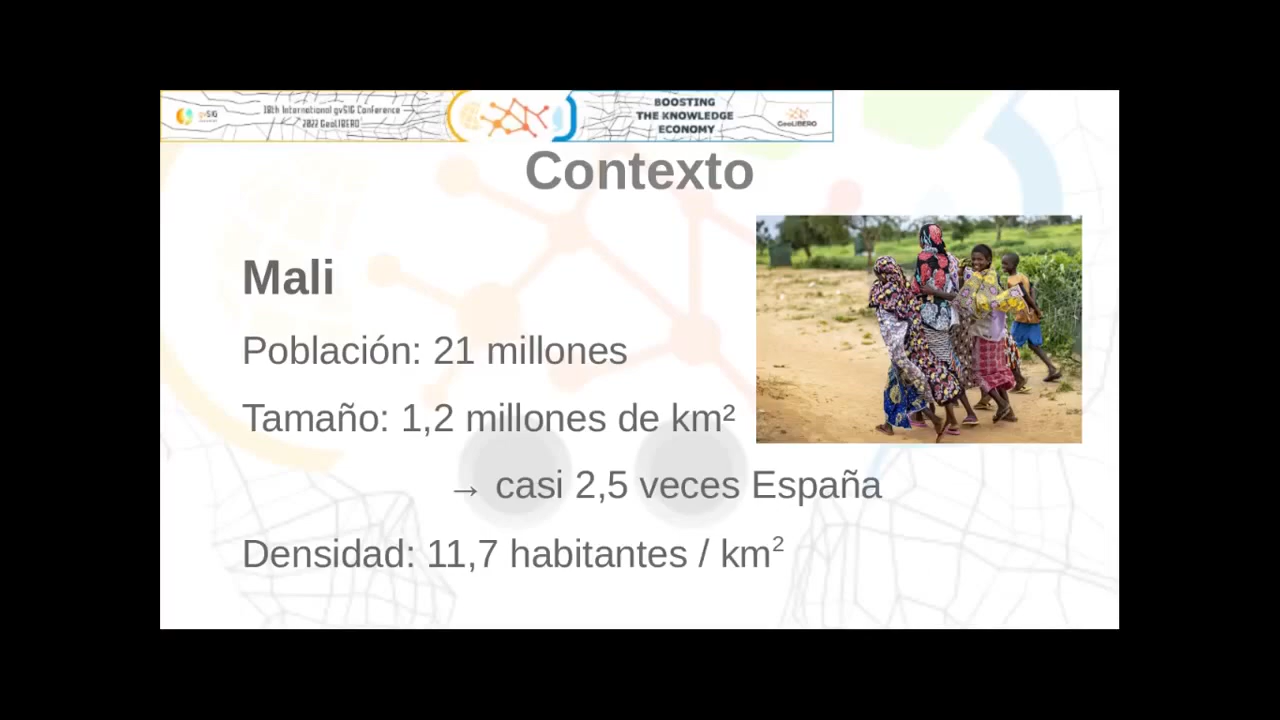 gvSIG
18th International gvSIG Conference
2022 GeoLIBERO
BOOSTING
THE KNOWLEDGE
ECONOMY
GeoLIBERO
Contexto
Mali
Población: 21 millones
Tamaño: 1,2 millones de km²
→ casi 2,5 veces España
Densidad: 11,7 habitantes / km²